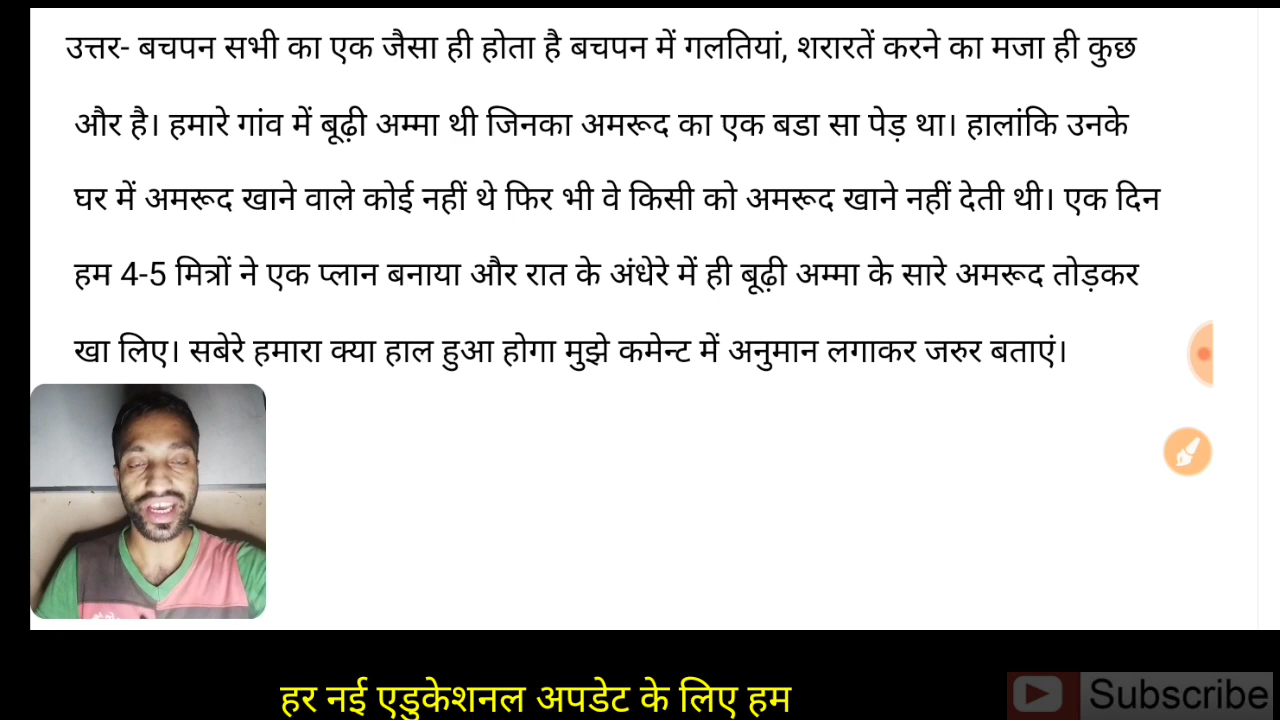 उत्तर- बचपन सभी का एक जैसा ही होता है बचपन में गलतियां, शरारतें करने का मजा ही कुछ
और है। हमारे गांव में बूढ़ी अम्मा थी जिनका अमरूद का एक बडा सा पेड़ था। हालांकि उनके
घर में अमरूद खाने वाले कोई नहीं थे फिर भी वे किसी को अमरूद खाने नहीं देती थी। एक दिन
हम 4-5 मित्रों ने एक प्लान बनाया और रात के अंधेरे में ही बूढ़ी अम्मा के सारे अमरूद तोड़कर
खा लिए। सबेरे हमारा क्या हाल हुआ होगा मुझे कमेन्ट में अनुमान लगाकर जरुर बताएं।
हर नई एडुकेशनल अपडेट के लिए हम
Subscribe